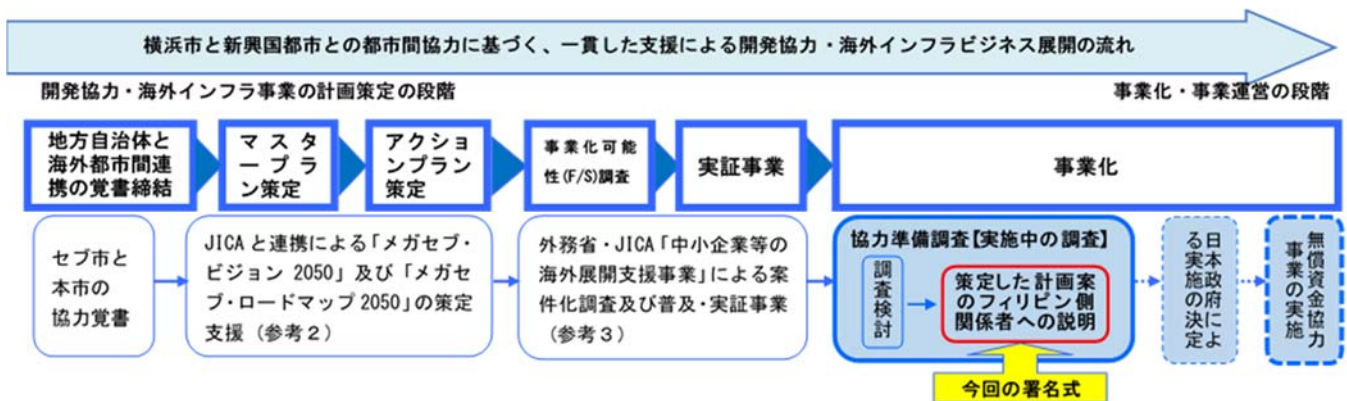 横浜市と新興国都市との都市間協力に基づく、一貫した支援による開発協力・海外インフラビジネス展開の流れ
開発協力・海外インフラ事業の計画策定の段階
事業化・事業運営の段階
地方自治体と
海外都市間連
携の覚書締結
マスタ
ープラ
ン策定
アクショ
ンプラン
策定
事業化可能
性(F/S)調査
実証事業
事業化
セブ市と
本市の
協力覚書
JICAと連携による「メガセブ・
ビジョン 2050」及び「メガセ
ブ・ロードマップ2050」の策定
支援（参考２）
外務省・JICA「中小企業等の
海外展開支援事業」による案
件化調査及び普及・実証事業
（参考３）
協力準備調査【実施中の調査】
調査検討
策定した計画案
のフィリピン側
関係者への説明
日本政府によ
る実施の決定
無償資金協力
事業の実施
今回の署名式